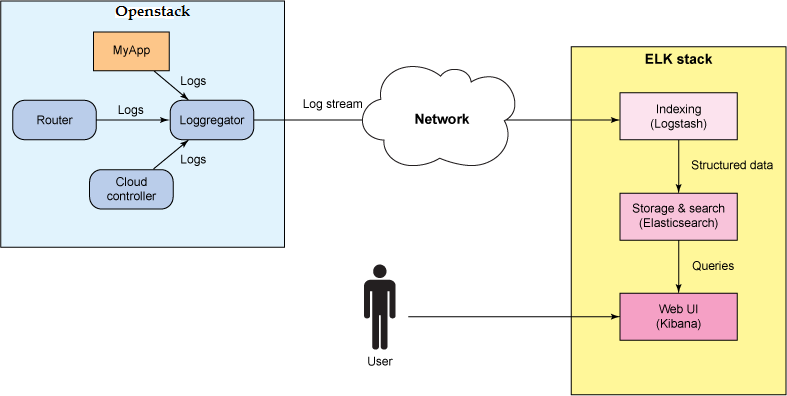 Openstack
MyApp
Logs
Router
Logs
Loggregator
Logs
Cloud
controller
Log stream
Network
ELK stack
Indexing
(Logstash)
Structured data
Storage & search
(Elasticsearch)
Queries
Web UI
(Kibana)
User